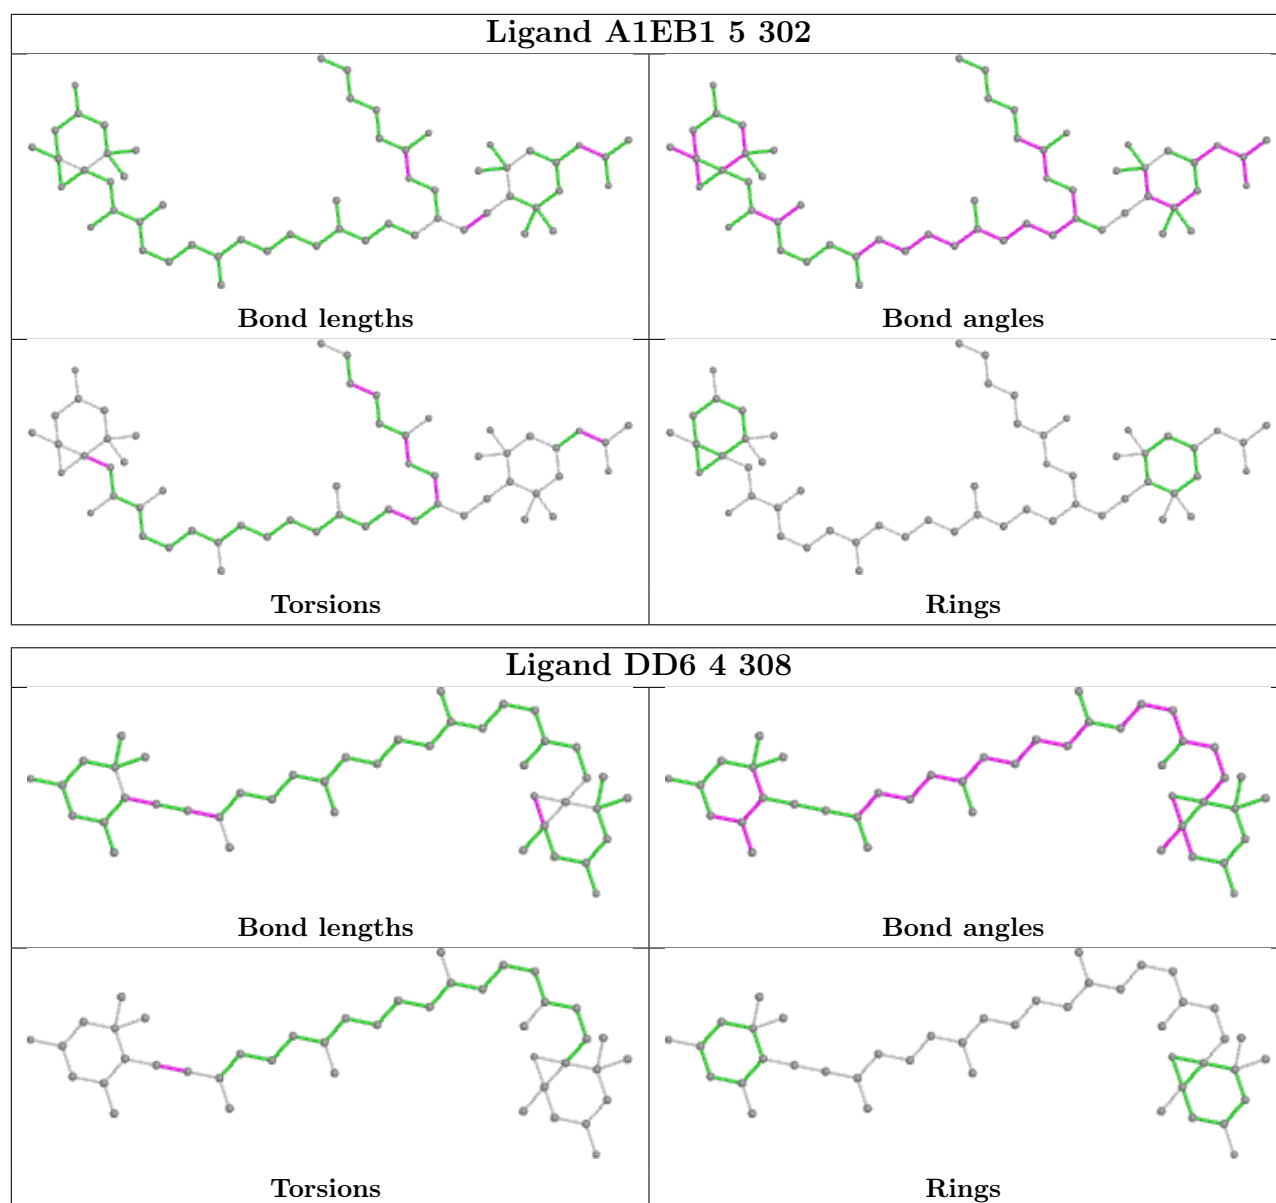 Ligand A1EB1 5 302
Bond lengths
Bond angles
Torsions
Rings
Ligand DD6 4 308
Bond lengths
Bond angles
Torsions
Rings